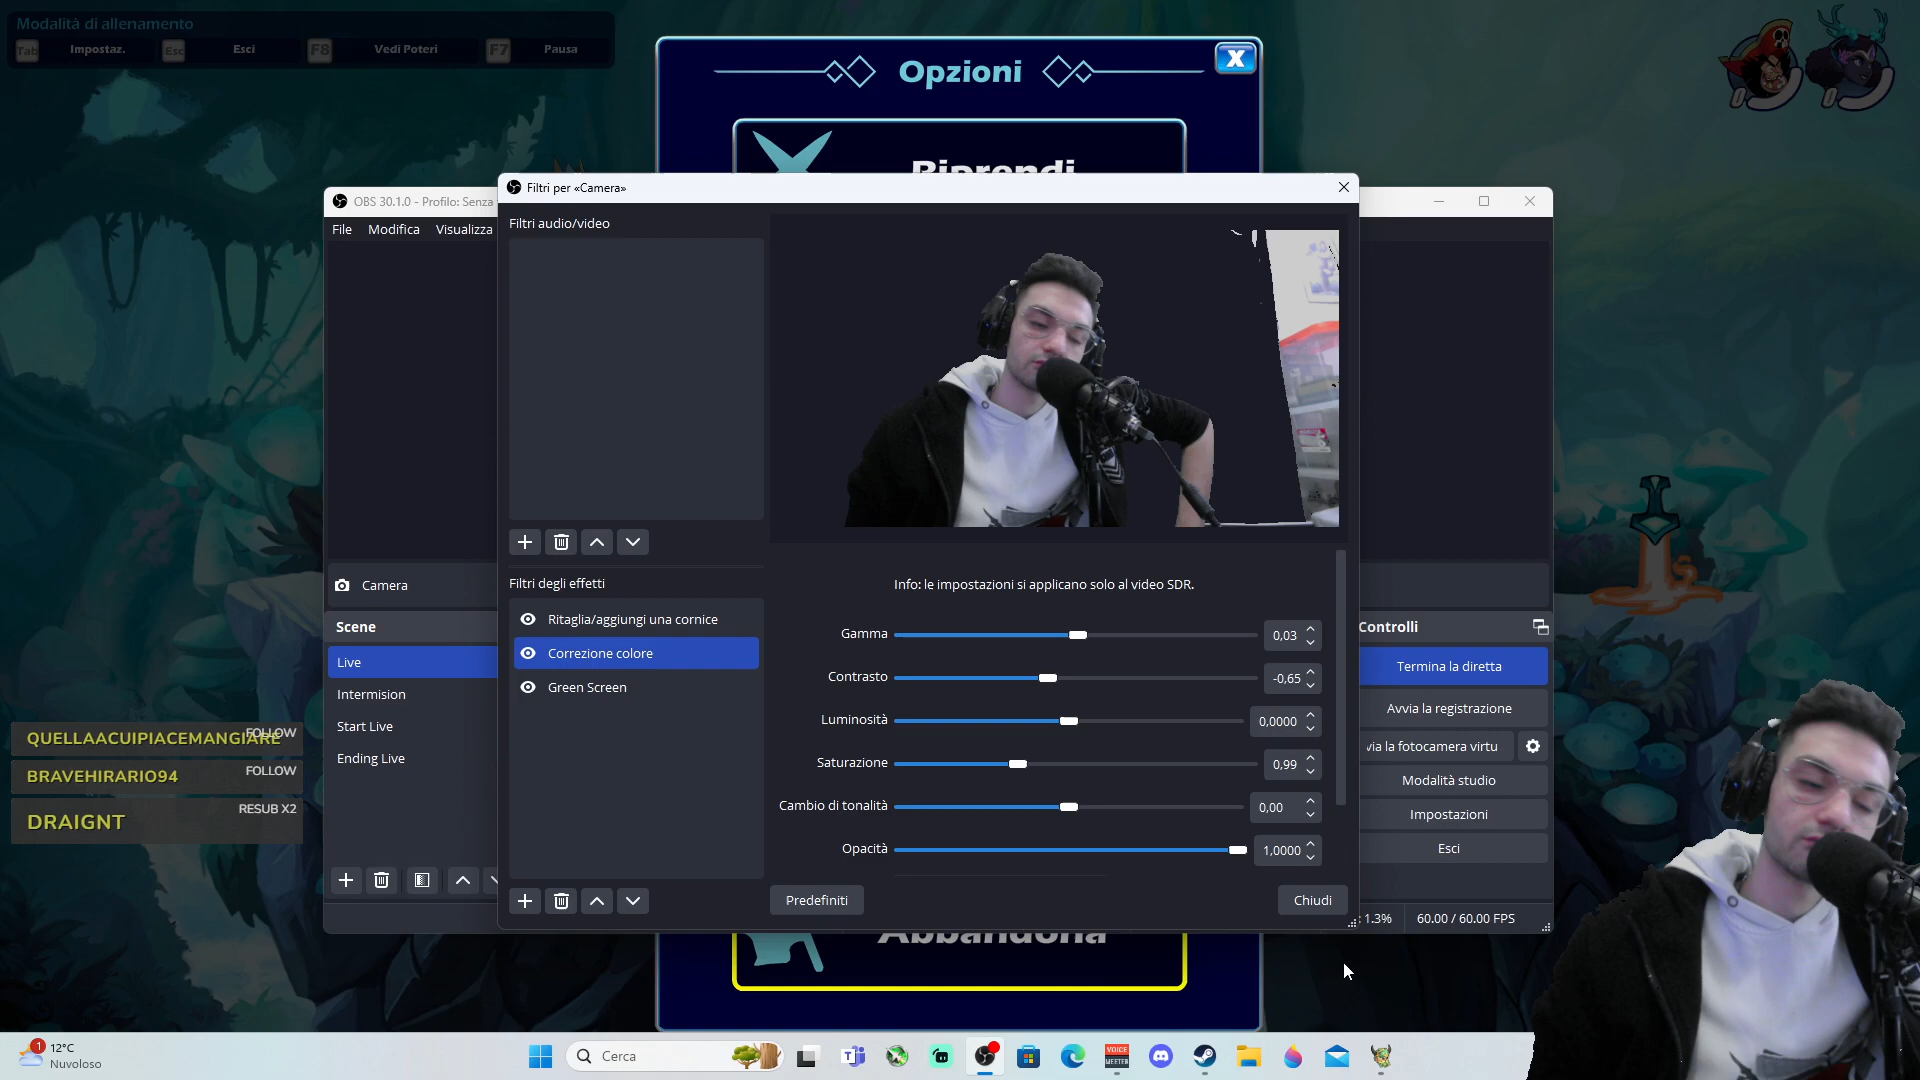 Modalità di allenamento
Tab Impostaz. Esc Esci F8 Vedi Poteri F7 Pausa
Opzioni
X
Riprendi
OBS 30.1.0 - Profilo: Senza
Filtri per «Camera»
File Modifica Visualizza
Filtri audio/video
Camera
Filtri degli effetti
Ritaglia/aggiungi una cornice
Correzione colore
Green Screen
Info: le impostazioni si applicano solo al video SDR.
Gamma 0,03
Contrasto -0,65
Luminosità 0,0000
Saturazione 0,99
Cambio di tonalità 0,00
Opacità 1,0000
Predefiniti
Chiudi
Scene
Live
Intermision
Start Live
Ending Live
Controlli
Termina la diretta
Avvia la registrazione
via la fotocamera virtu
Modalità studio
Impostazioni
Esci
: 1.3% 60.00 / 60.00 FPS
QUELLAACUIPIACEMANGIARE FOLLOW
BRAVEHIRARIO94 FOLLOW
DRAIGNT RESUB X2
Abbandona
1
12°C
Nuvoloso
Cerca
VOICE
MEETER